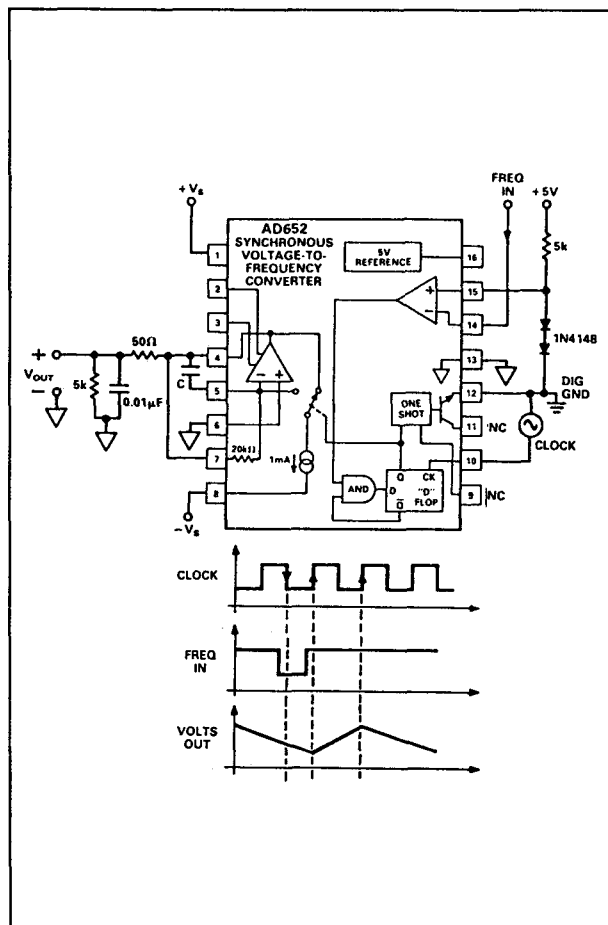 +VS
AD652
SYNCHRONOUS
VOLTAGE-TO-
FREQUENCY
CONVERTER
5V
REFERENCE
FREQ
IN
+5V
5k
1
2
3
4
5
6
7
8
16
15
14
13
12
11
10
9
50Ω
+
VOUT
−
5k
0.01μF
C
20kΩ
1mA
−VS
− +
+
−
1N4148
DIG
GND
ONE
SHOT
NC
CLOCK
NC
AND
Q CK
D "D"
Q̅ FLOP
CLOCK
FREQ
IN
VOLTS
OUT